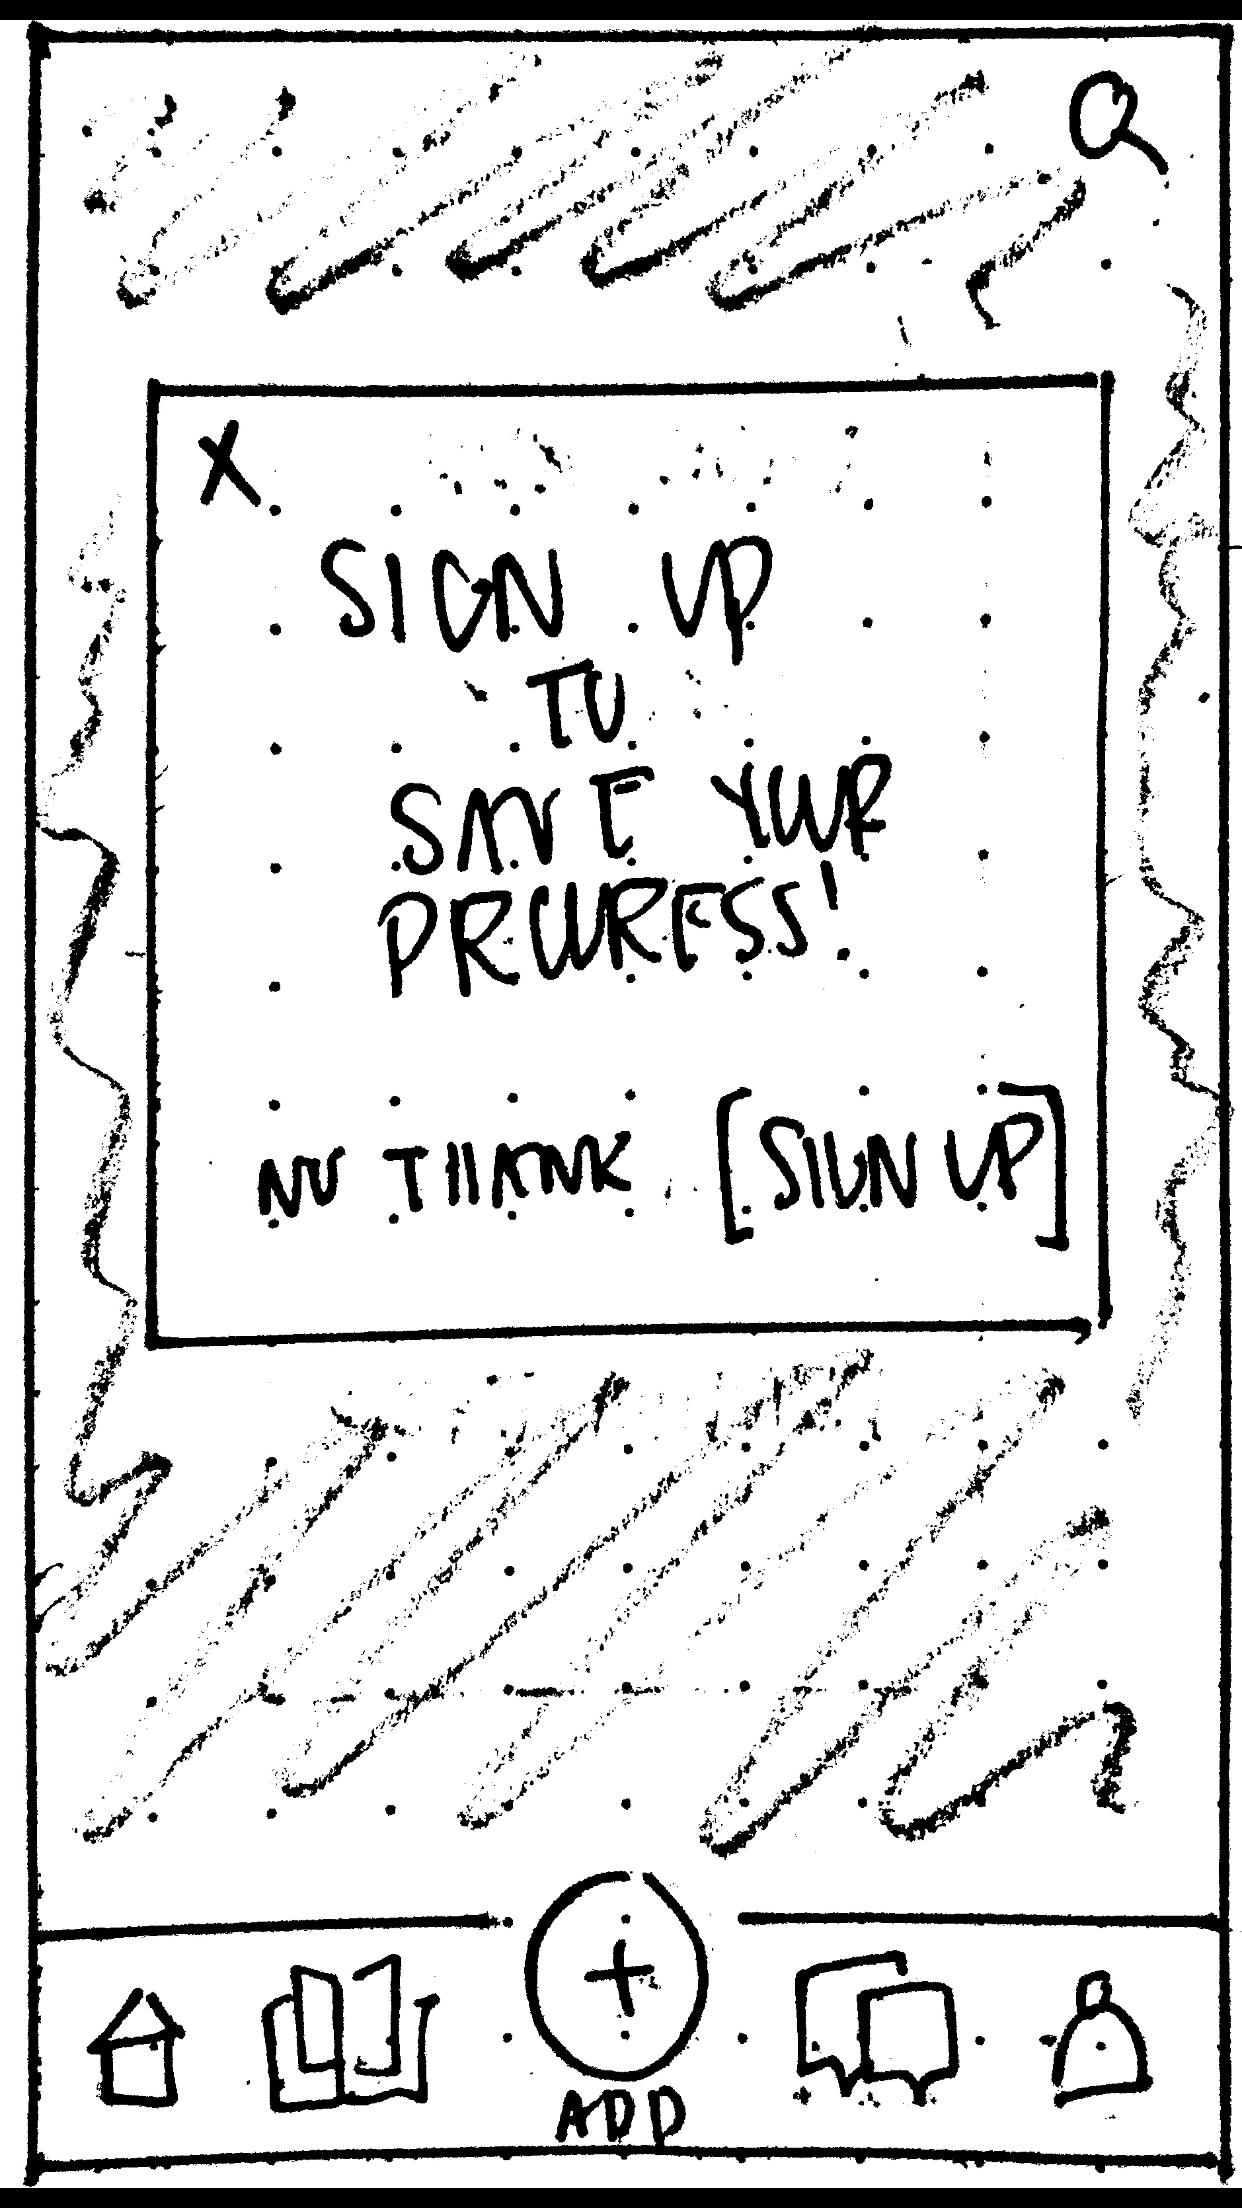 X
SIGN UP
TO
SAVE YOUR
PROGRESS!
NO THANK [SIGN UP]
+
ADD